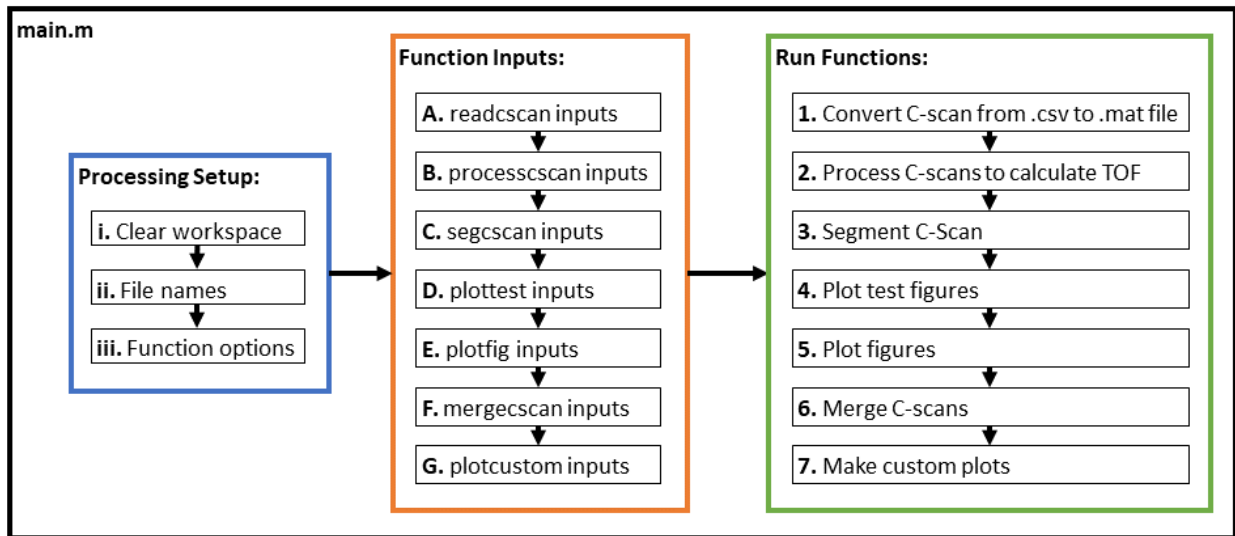 main.m
Processing Setup:
i. Clear workspace
ii. File names
iii. Function options
Function Inputs:
A. readcscan inputs
B. processcscan inputs
C. segcscan inputs
D. plottest inputs
E. plotfig inputs
F. mergecscan inputs
G. plotcustom inputs
Run Functions:
1. Convert C-scan from .csv to .mat file
2. Process C-scans to calculate TOF
3. Segment C-Scan
4. Plot test figures
5. Plot figures
6. Merge C-scans
7. Make custom plots